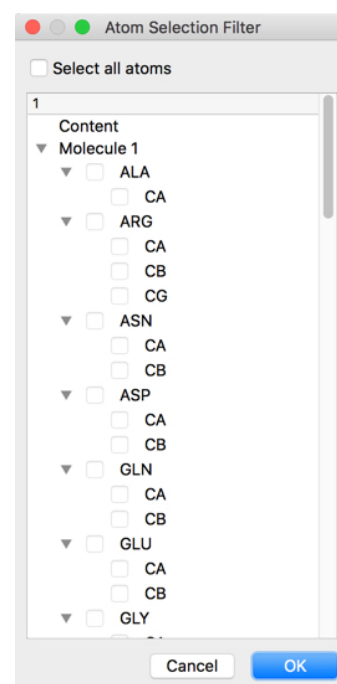 Atom Selection Filter
Select all atoms
1
Content
Molecule 1
ALA
CA
ARG
CA
CB
CG
ASN
CA
CB
ASP
CA
CB
GLN
CA
CB
GLU
CA
CB
GLY
Cancel OK